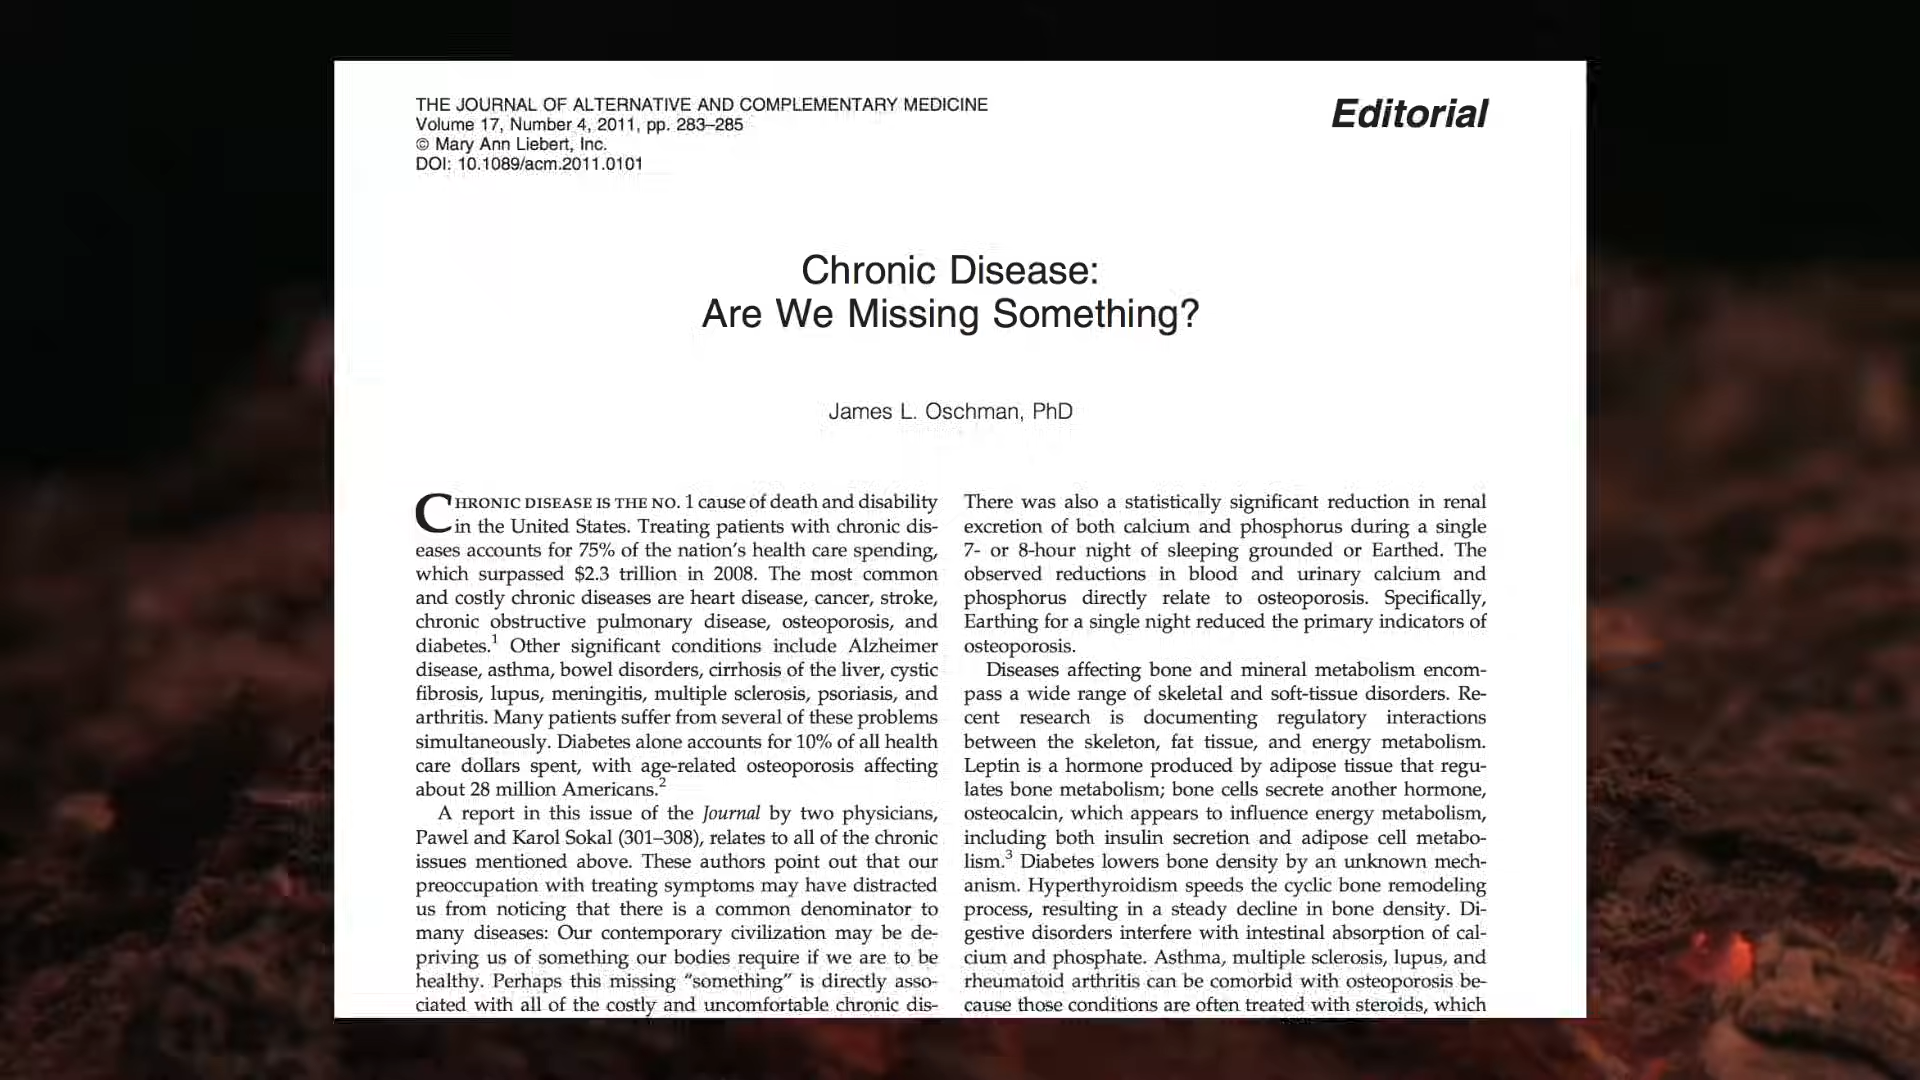 THE JOURNAL OF ALTERNATIVE AND COMPLEMENTARY MEDICINE
Volume 17, Number 4, 2011, pp. 283–285
© Mary Ann Liebert, Inc.
DOI: 10.1089/acm.2011.0101
Editorial
Chronic Disease:
Are We Missing Something?
James L. Oschman, PhD
CHRONIC DISEASE IS THE NO. 1 cause of death and disability
in the United States. Treating patients with chronic dis-
eases accounts for 75% of the nation's health care spending,
which surpassed $2.3 trillion in 2008. The most common
and costly chronic diseases are heart disease, cancer, stroke,
chronic obstructive pulmonary disease, osteoporosis, and
diabetes.1 Other significant conditions include Alzheimer
disease, asthma, bowel disorders, cirrhosis of the liver, cystic
fibrosis, lupus, meningitis, multiple sclerosis, psoriasis, and
arthritis. Many patients suffer from several of these problems
simultaneously. Diabetes alone accounts for 10% of all health
care dollars spent, with age-related osteoporosis affecting
about 28 million Americans.2
A report in this issue of the Journal by two physicians,
Pawel and Karol Sokal (301–308), relates to all of the chronic
issues mentioned above. These authors point out that our
preoccupation with treating symptoms may have distracted
us from noticing that there is a common denominator to
many diseases: Our contemporary civilization may be de-
priving us of something our bodies require if we are to be
healthy. Perhaps this missing "something" is directly asso-
ciated with all of the costly and uncomfortable chronic dis-
There was also a statistically significant reduction in renal
excretion of both calcium and phosphorus during a single
7- or 8-hour night of sleeping grounded or Earthed. The
observed reductions in blood and urinary calcium and
phosphorus directly relate to osteoporosis. Specifically,
Earthing for a single night reduced the primary indicators of
osteoporosis.
Diseases affecting bone and mineral metabolism encom-
pass a wide range of skeletal and soft-tissue disorders. Re-
cent research is documenting regulatory interactions
between the skeleton, fat tissue, and energy metabolism.
Leptin is a hormone produced by adipose tissue that regu-
lates bone metabolism; bone cells secrete another hormone,
osteocalcin, which appears to influence energy metabolism,
including both insulin secretion and adipose cell metabo-
lism.3 Diabetes lowers bone density by an unknown mech-
anism. Hyperthyroidism speeds the cyclic bone remodeling
process, resulting in a steady decline in bone density. Di-
gestive disorders interfere with intestinal absorption of cal-
cium and phosphate. Asthma, multiple sclerosis, lupus, and
rheumatoid arthritis can be comorbid with osteoporosis be-
cause those conditions are often treated with steroids, which